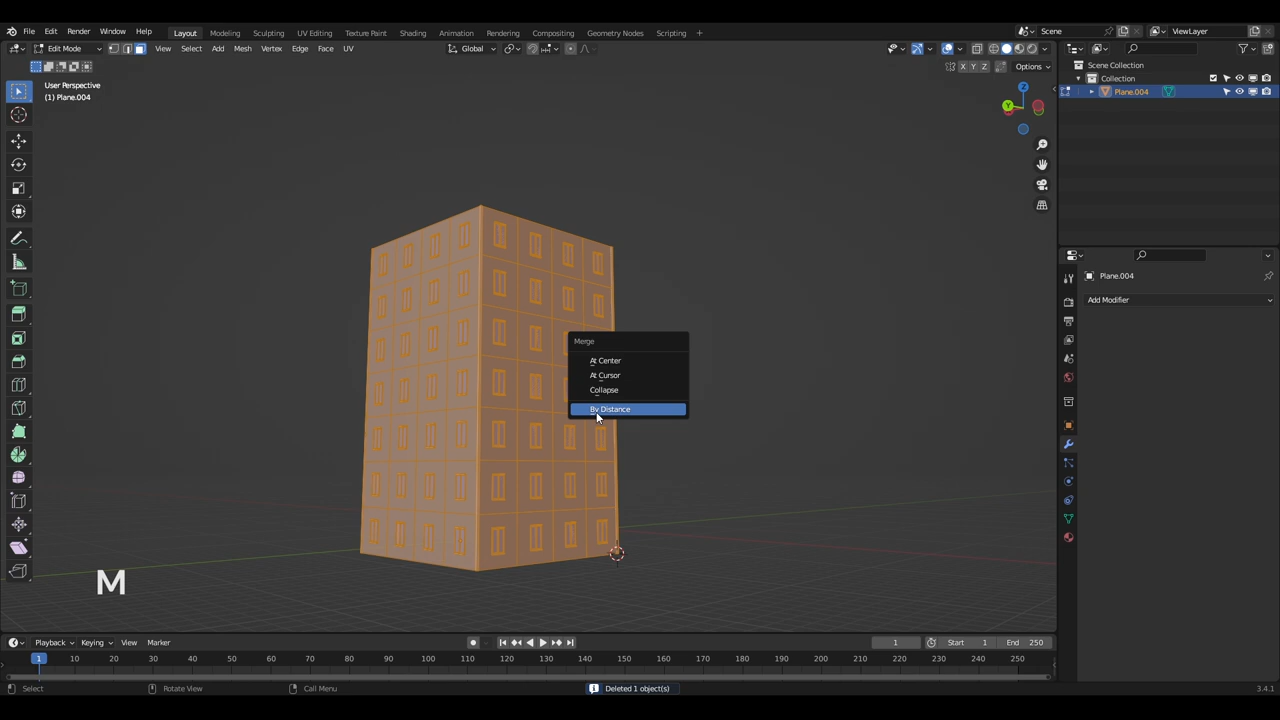 File Edit Render Window Help
Layout Modeling Sculpting UV Editing Texture Paint Shading Animation Rendering Compositing Geometry Nodes Scripting +
Scene
ViewLayer
Edit Mode
View Select Add Mesh Vertex Edge Face UV
Global
X Y Z
Options
User Perspective
(1) Plane.004
Z
Y
Merge
At Center
At Cursor
Collapse
By Distance
M
Scene Collection
Collection
Plane.004
Plane.004
Add Modifier
Playback Keying View Marker
1
Start 1
End 250
1 10 20 30 40 50 60 70 80 90 100 110 120 130 140 150 160 170 180 190 200 210 220 230 240 250
Select
Rotate View
Call Menu
Deleted 1 object(s)
3.4.1